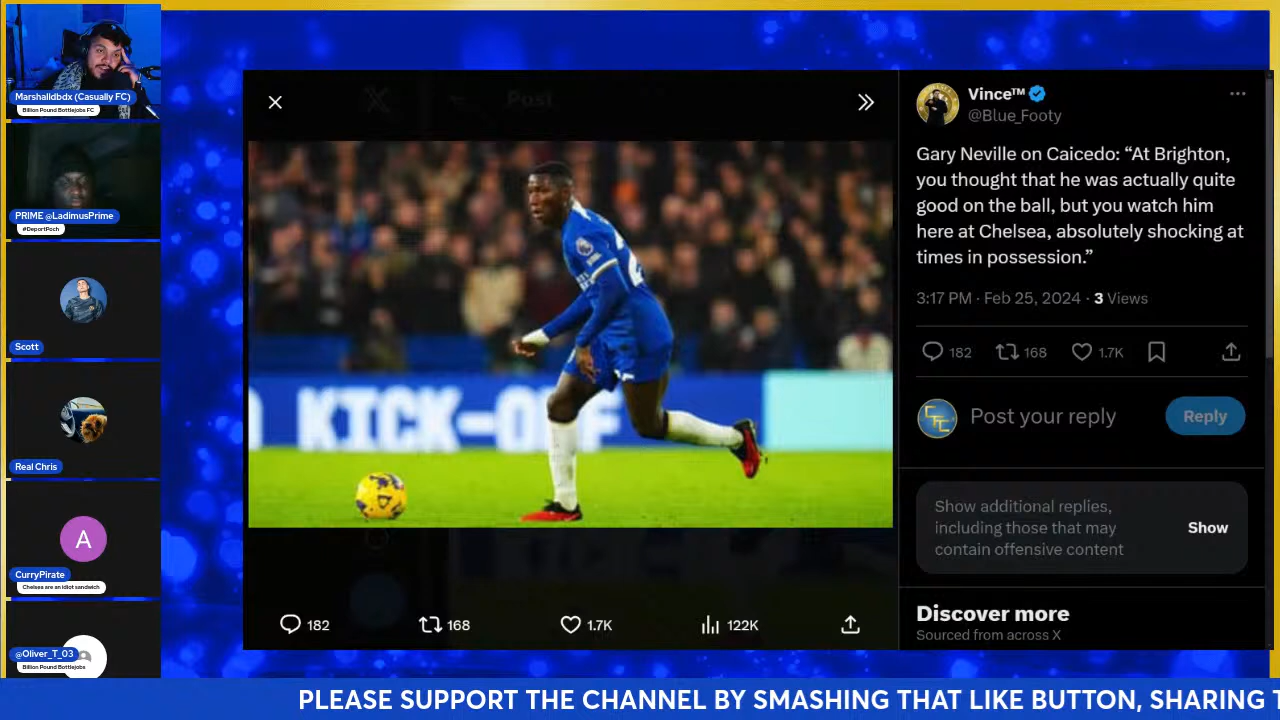 Marshalldbdx (Casually FC)
Billion Pound Bottlejobs FC
PRIME @LadimusPrime
#DeportPoch
Scott
Real Chris
A
CurryPirate
Chelsea are an idiot sandwich
@Oliver_T_03
Billion Pound Bottlejobs
Post
KICK-OFF
2
182
168
1.7K
122K
Vince™
@Blue_Footy
Gary Neville on Caicedo: “At Brighton,
you thought that he was actually quite
good on the ball, but you watch him
here at Chelsea, absolutely shocking at
times in possession.”
3:17 PM · Feb 25, 2024 · 3 Views
182
168
1.7K
Post your reply
Reply
Show additional replies,
including those that may
contain offensive content
Show
Discover more
Sourced from across X
PLEASE SUPPORT THE CHANNEL BY SMASHING THAT LIKE BUTTON, SHARING T